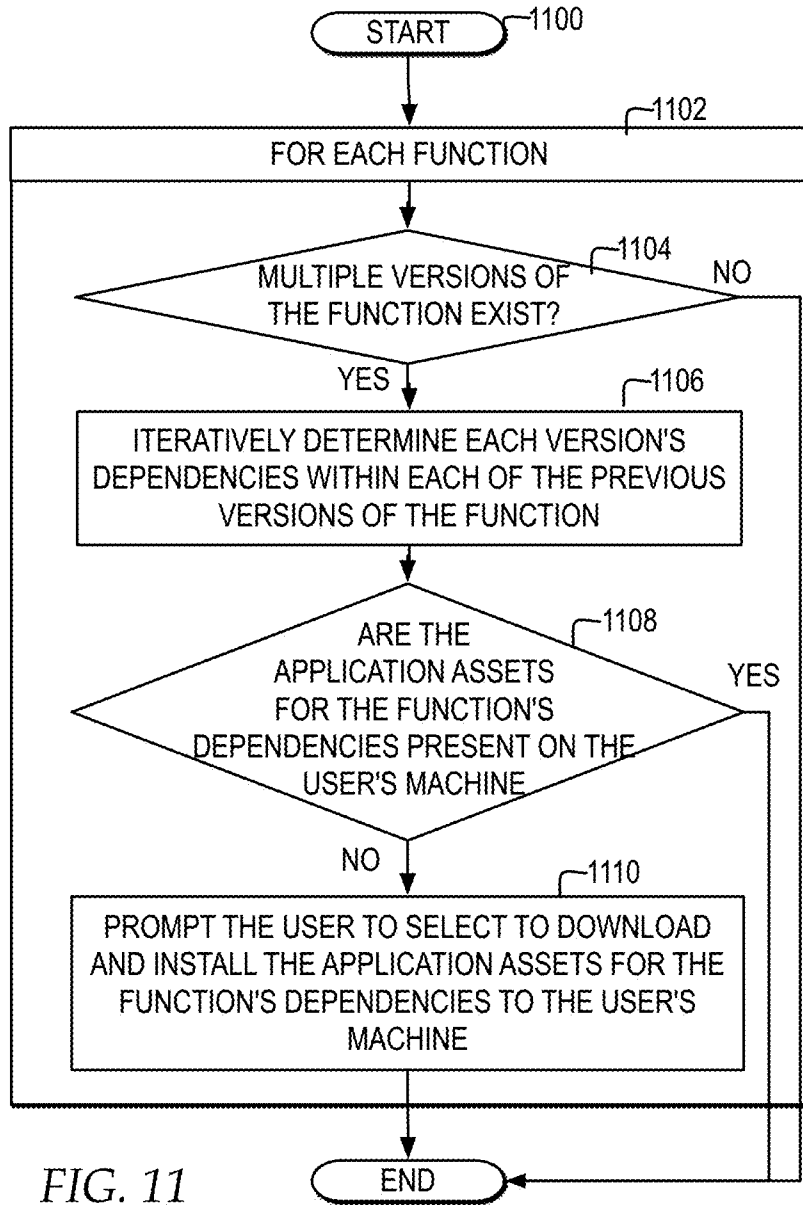 START
1100
1102
FOR EACH FUNCTION
1104
MULTIPLE VERSIONS OF
THE FUNCTION EXIST?
NO
YES
1106
ITERATIVELY DETERMINE EACH VERSION'S
DEPENDENCIES WITHIN EACH OF THE PREVIOUS
VERSIONS OF THE FUNCTION
1108
ARE THE
APPLICATION ASSETS
FOR THE FUNCTION'S
DEPENDENCIES PRESENT ON THE
USER'S MACHINE
YES
NO
1110
PROMPT THE USER TO SELECT TO DOWNLOAD
AND INSTALL THE APPLICATION ASSETS FOR THE
FUNCTION'S DEPENDENCIES TO THE USER'S
MACHINE
END
FIG. 11